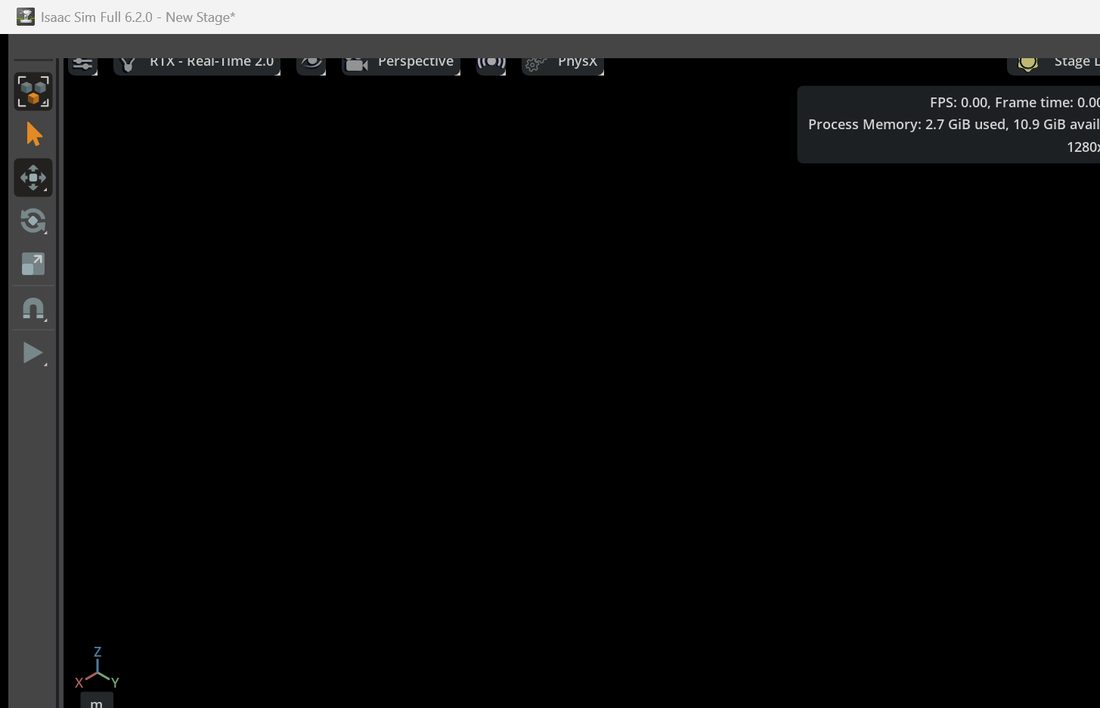 Isaac Sim Full 6.2.0 - New Stage*
RTX - Real-Time 2.0
Perspective
PhysX
Stage
FPS: 0.00, Frame time: 0.00
Process Memory: 2.7 GiB used, 10.9 GiB avail
1280x
Z
X
Y
m